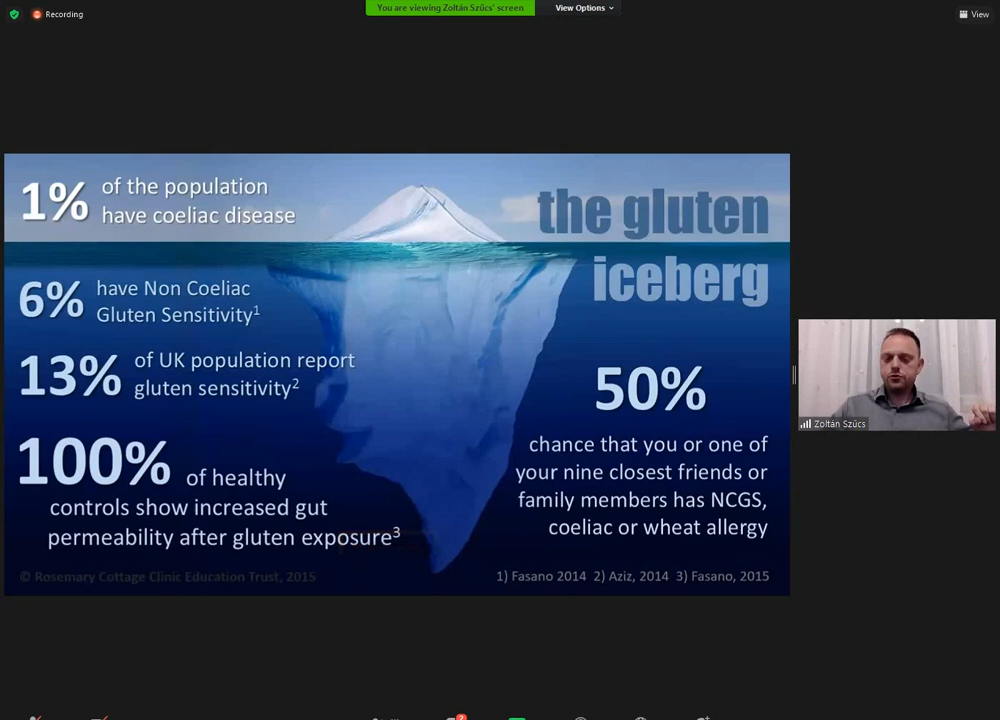 Recording
You are viewing Zoltán Szűcs' screen
View Options
View
1%
of the population
have coeliac disease
the gluten
iceberg
6%
have Non Coeliac
Gluten Sensitivity1
13%
of UK population report
gluten sensitivity2
100% of healthy
controls show increased gut
permeability after gluten exposure3
50%
chance that you or one of
your nine closest friends or
family members has NCGS,
coeliac or wheat allergy
© Rosemary Cottage Clinic Education Trust, 2015
1) Fasano 2014 2) Aziz, 2014 3) Fasano, 2015
Zoltán Szűcs